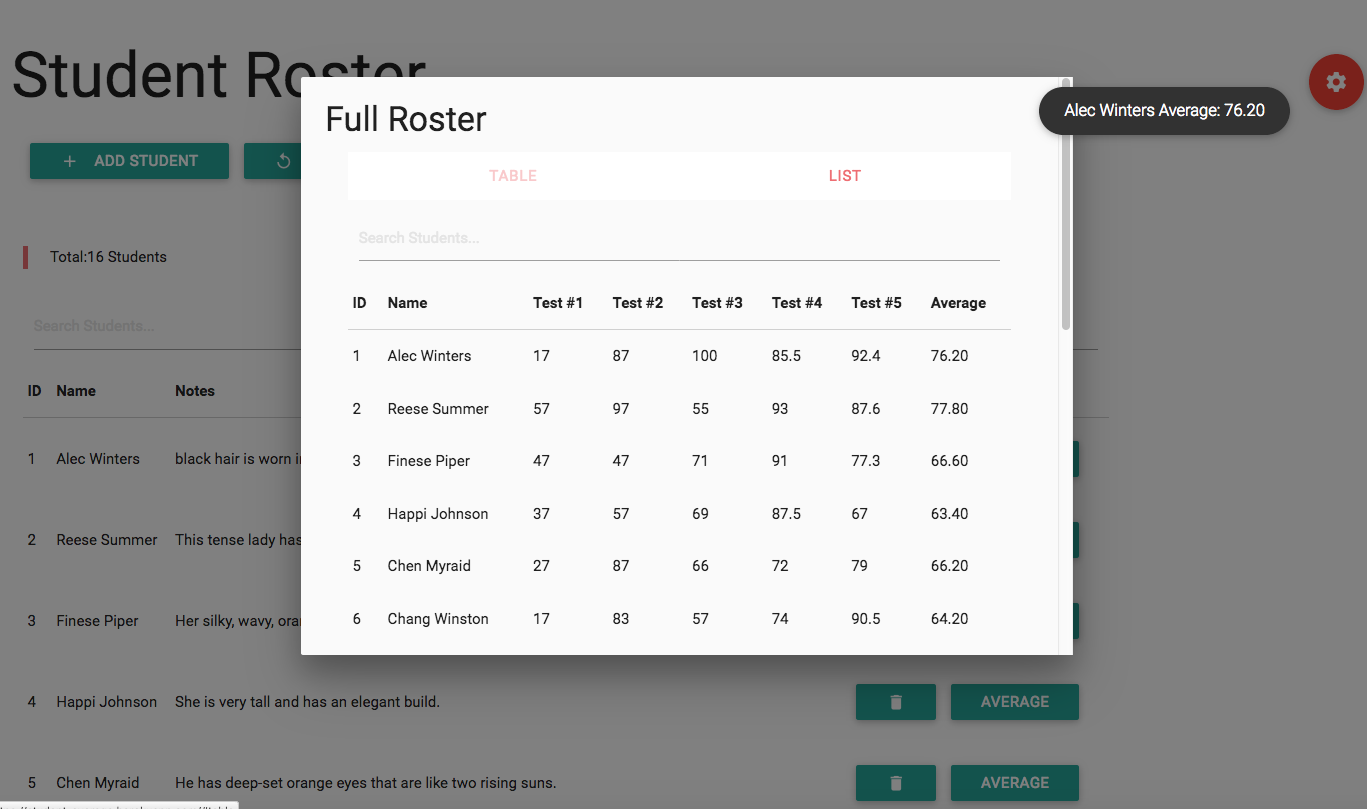 Student Roster
Full Roster
Alec Winters Average: 76.20
ADD STUDENT
TABLE LIST
Search Students...
Total:16 Students
ID Name Test #1 Test #2 Test #3 Test #4 Test #5 Average
1 Alec Winters 17 87 100 85.5 92.4 76.20
2 Reese Summer 57 97 55 93 87.6 77.80
3 Finese Piper 47 47 71 91 77.3 66.60
4 Happi Johnson 37 57 69 87.5 67 63.40
5 Chen Myraid 27 87 66 72 79 66.20
6 Chang Winston 17 83 57 74 90.5 64.20
Search Students...
ID Name Notes
1 Alec Winters black hair is worn
2 Reese Summer This tense lady has
3 Finese Piper Her silky, wavy,
4 Happi Johnson She is very tall and has an elegant build. AVERAGE
5 Chen Myraid He has deep-set orange eyes that are like two rising suns. AVERAGE